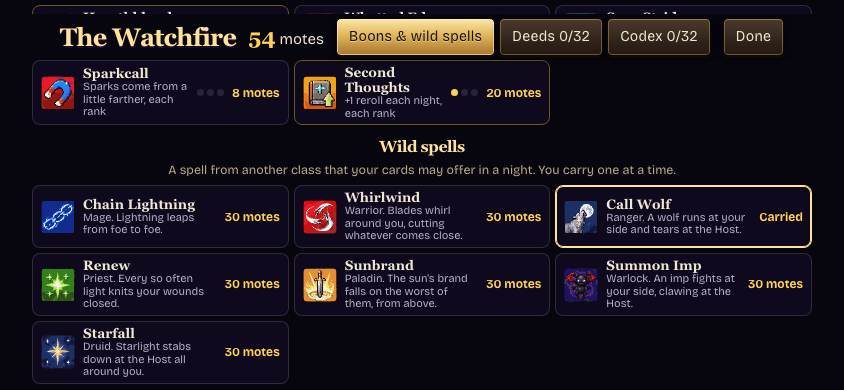 The Watchfire 54 motes Boons & wild spells Deeds 0/32 Codex 0/32 Done
Sparkcall
Sparks come from a
little farther, each
rank
8 motes
Second
Thoughts
+1 reroll each night,
each rank
20 motes
Wild spells
A spell from another class that your cards may offer in a night. You carry one at a time.
Chain Lightning
Mage. Lightning leaps
from foe to foe.
30 motes
Whirlwind
Warrior. Blades whirl
around you, cutting
whatever comes close.
30 motes
Call Wolf
Ranger. A wolf runs at your
side and tears at the Host.
Carried
Renew
Priest. Every so often
light knits your wounds
closed.
30 motes
Sunbrand
Paladin. The sun's brand
falls on the worst of
them, from above.
30 motes
Summon Imp
Warlock. An imp fights at
your side, clawing at the
Host.
30 motes
Starfall
Druid. Starlight stabs
down at the Host all
around you.
30 motes